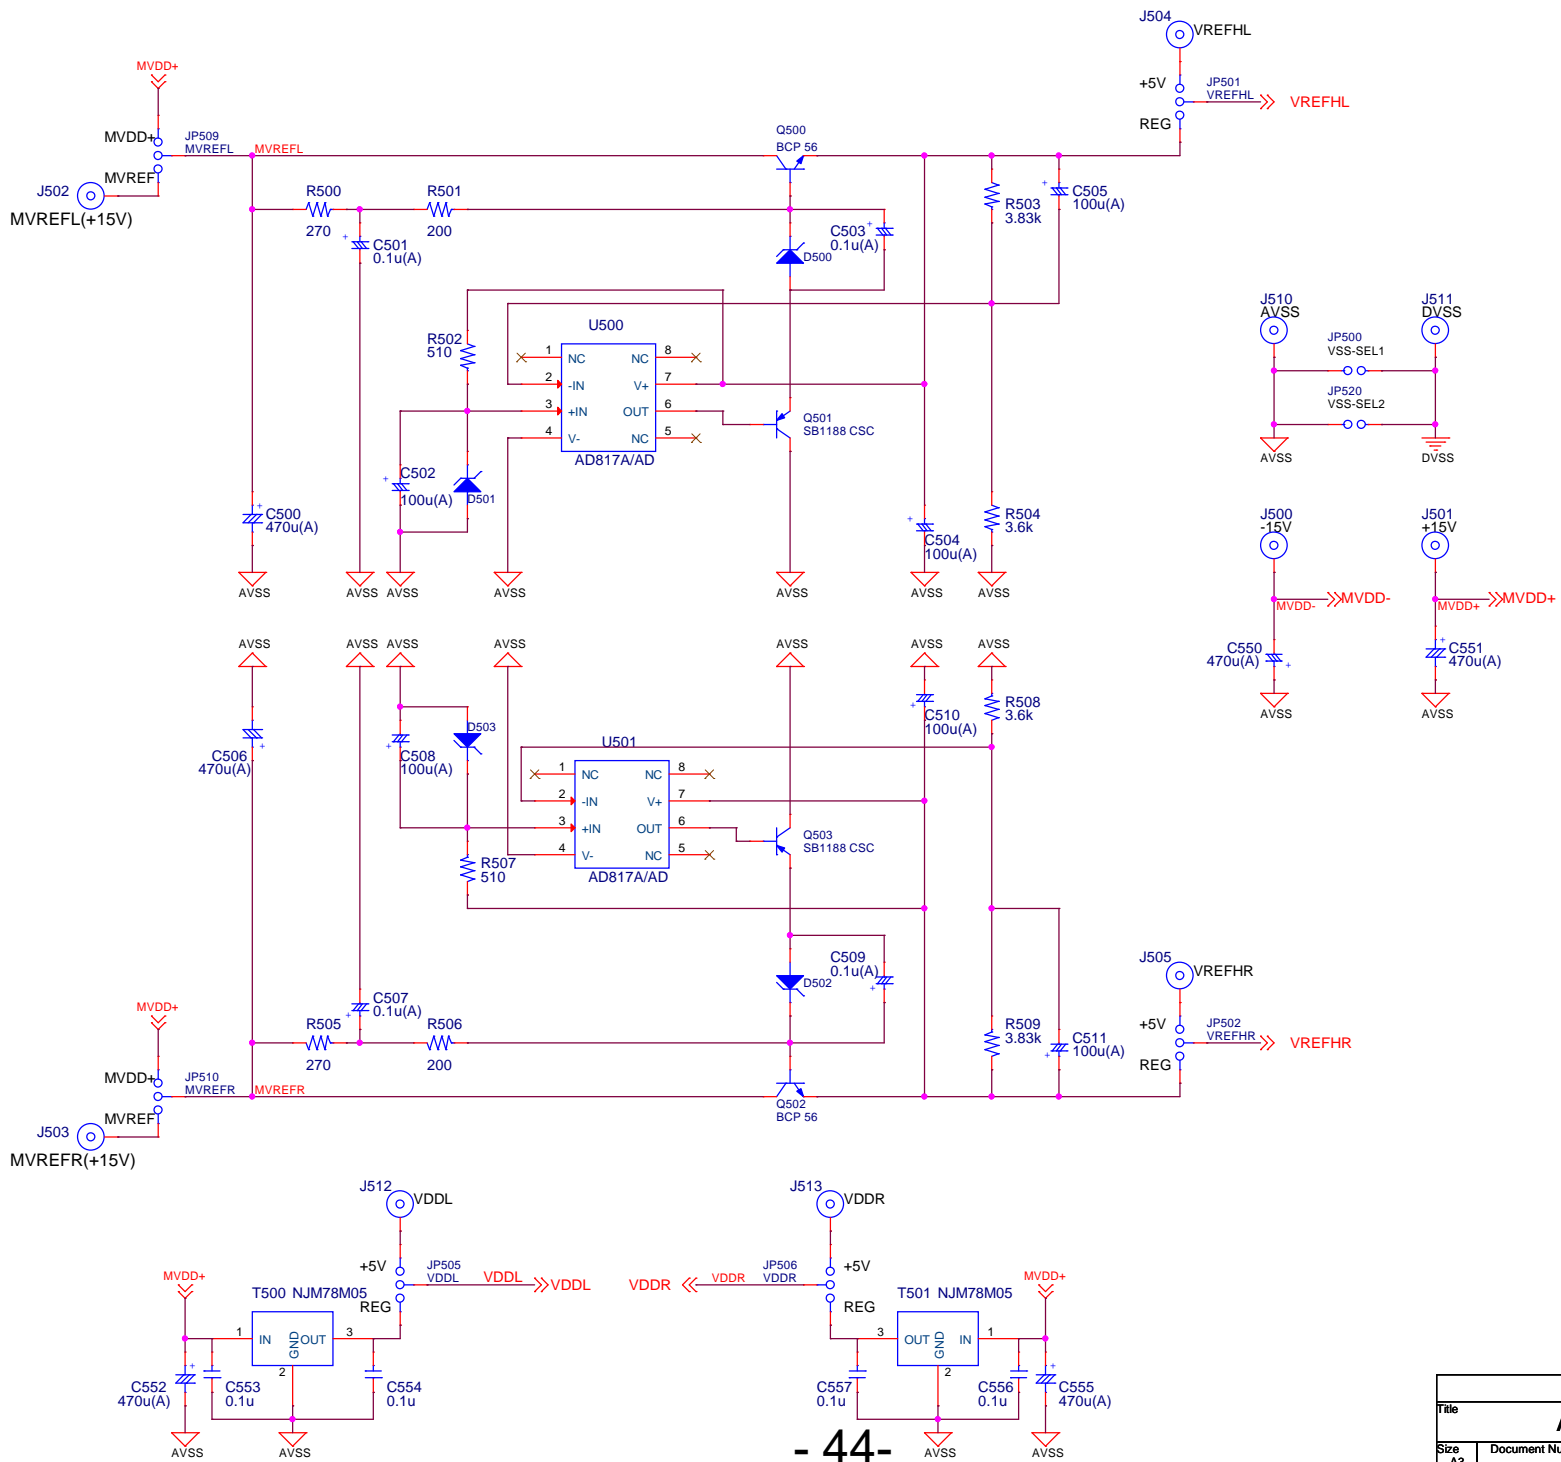 J504
VREFHL
MVDD+
+5V
JP501
VREFHL
VREFHL
REG
MVDD+
JP509
MVREFL
MVREFL
Q500
BCP 56
MVREF
J502
MVREFL(+15V)
R500
270
R501
200
C501
0.1u(A)
C503
0.1u(A)
D500
R503
3.83k
C505
100u(A)
R502
510
U500
1
NC
NC
8
2
-IN
V+
7
3
+IN
OUT
6
4
V-
NC
5
AD817A/AD
Q501
SB1188 CSC
J510
AVSS
J511
DVSS
JP500
VSS-SEL1
JP520
VSS-SEL2
AVSS
DVSS
C502
100u(A)
D501
C500
470u(A)
C504
100u(A)
R504
3.6k
J500
-15V
J501
+15V
AVSS
AVSS
AVSS
AVSS
AVSS
AVSS
AVSS
MVDD-
MVDD-
MVDD+
MVDD+
AVSS
AVSS
AVSS
AVSS
AVSS
AVSS
AVSS
C550
470u(A)
C551
470u(A)
AVSS
AVSS
C506
470u(A)
C508
100u(A)
D503
U501
C510
100u(A)
R508
3.6k
1
NC
NC
8
2
-IN
V+
7
3
+IN
OUT
6
4
V-
NC
5
AD817A/AD
Q503
SB1188 CSC
R507
510
C509
0.1u(A)
D502
J505
VREFHR
MVDD+
C507
0.1u(A)
R505
270
R506
200
R509
3.83k
C511
100u(A)
+5V
JP502
VREFHR
VREFHR
REG
MVDD+
JP510
MVREFR
MVREFR
Q502
BCP 56
MVREF
J503
MVREFR(+15V)
J512
VDDL
J513
VDDR
MVDD+
+5V
JP505
VDDL
VDDL
VDDL
REG
T500 NJM78M05
1
IN
GND
OUT
3
2
C552
470u(A)
C553
0.1u
C554
0.1u
AVSS
AVSS
VDDR
VDDR
JP506
VDDR
+5V
REG
T501 NJM78M05
MVDD+
3
OUT
GND
IN
1
2
C557
0.1u
C556
0.1u
C555
470u(A)
AVSS
AVSS
- 44-
Title
Size